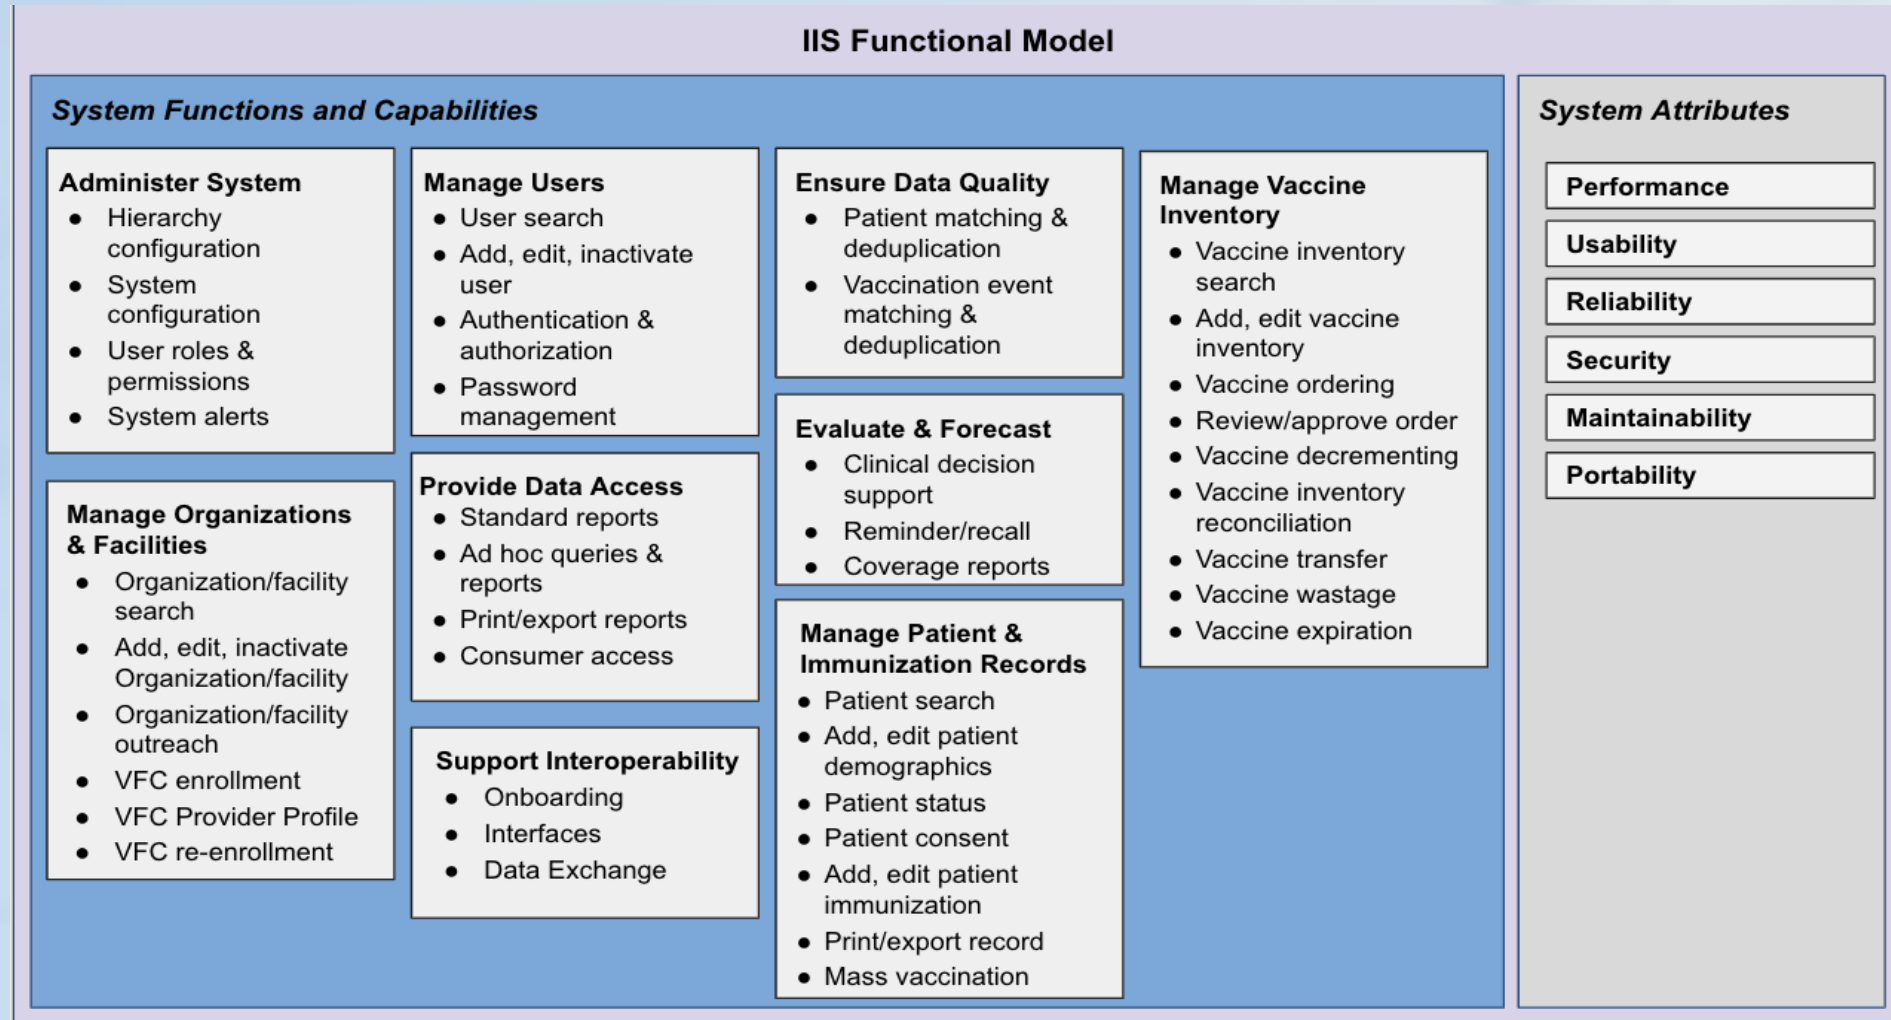 IIS Functional Model
System Functions and Capabilities
Administer System
● Hierarchy
configuration
● System
configuration
● User roles &
permissions
● System alerts
Manage Organizations
& Facilities
● Organization/facility
search
● Add, edit, inactivate
Organization/facility
● Organization/facility
outreach
● VFC enrollment
● VFC Provider Profile
● VFC re-enrollment
Manage Users
● User search
● Add, edit, inactivate
user
● Authentication &
authorization
● Password
management
Provide Data Access
● Standard reports
● Ad hoc queries &
reports
● Print/export reports
● Consumer access
Support Interoperability
● Onboarding
● Interfaces
● Data Exchange
Ensure Data Quality
● Patient matching &
deduplication
● Vaccination event
matching &
deduplication
Evaluate & Forecast
● Clinical decision
support
● Reminder/recall
● Coverage reports
Manage Patient &
Immunization Records
● Patient search
● Add, edit patient
demographics
● Patient status
● Patient consent
● Add, edit patient
immunization
● Print/export record
● Mass vaccination
Manage Vaccine
Inventory
● Vaccine inventory
search
● Add, edit vaccine
inventory
● Vaccine ordering
● Review/approve order
● Vaccine decrementing
● Vaccine inventory
reconciliation
● Vaccine transfer
● Vaccine wastage
● Vaccine expiration
System Attributes
Performance
Usability
Reliability
Security
Maintainability
Portability